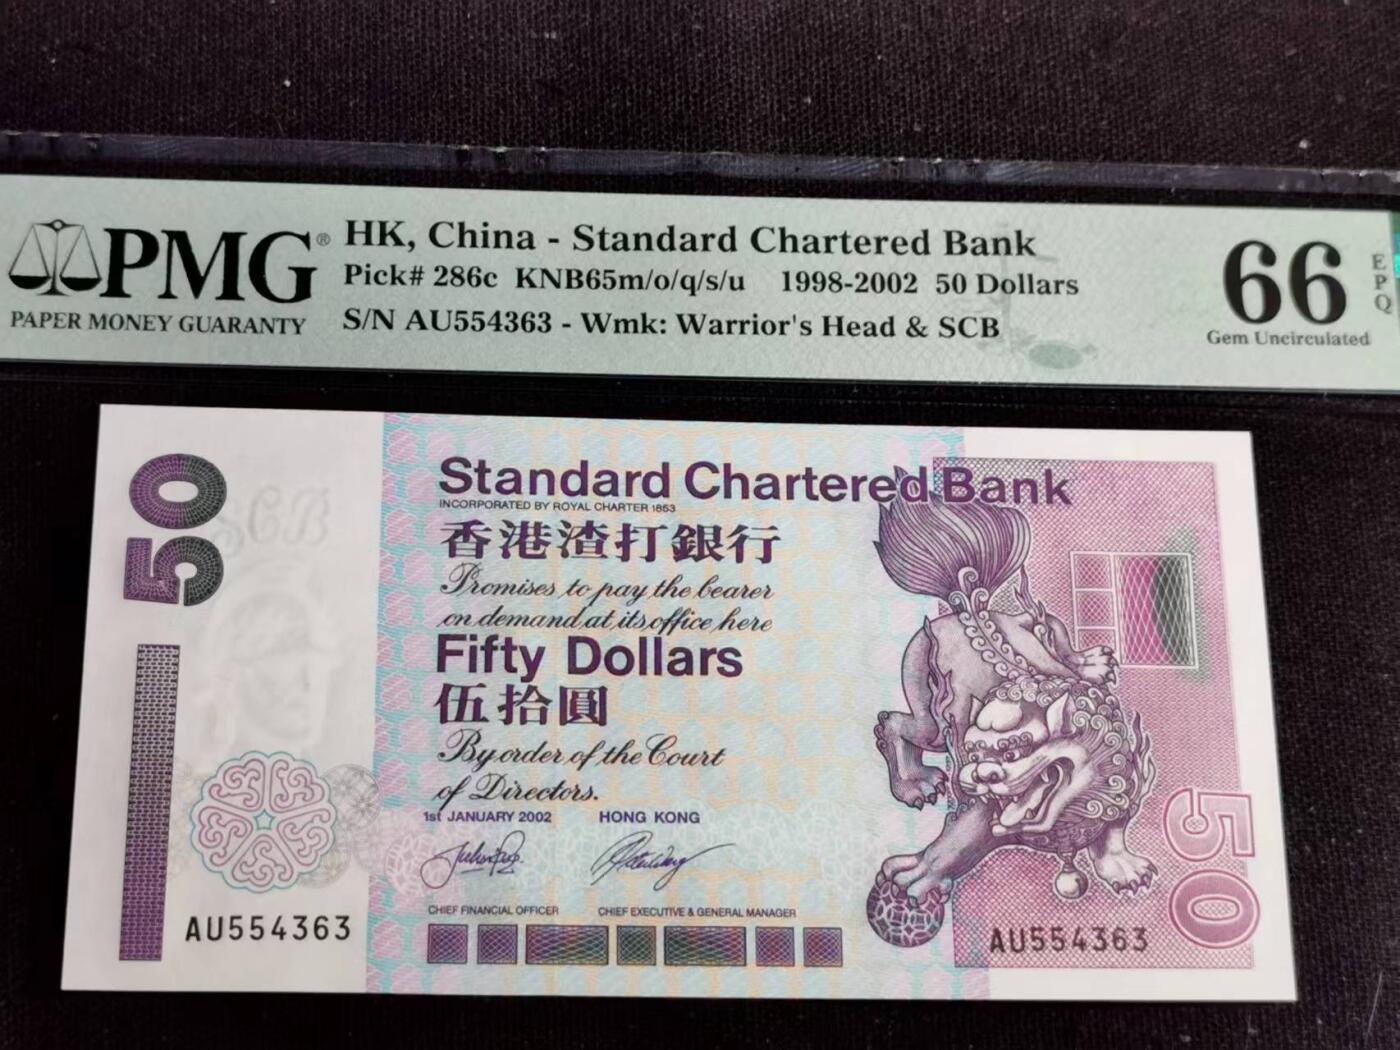 PMG®
PAPER MONEY GUARANTY
HK, China - Standard Chartered Bank
Pick# 286c KNB65m/o/q/s/u 1998-2002 50 Dollars
S/N AU554363 - Wmk: Warrior's Head & SCB
66
EPQ
Gem Uncirculated
50
SCB
Standard Chartered Bank
INCORPORATED BY ROYAL CHARTER 1853
香港渣打銀行
Promises to pay the bearer
on demand at its office here
Fifty Dollars
伍拾圓
By order of the Court
of Directors.
1st JANUARY 2002 HONG KONG
CHIEF FINANCIAL OFFICER CHIEF EXECUTIVE & GENERAL MANAGER
AU554363
AU554363
50